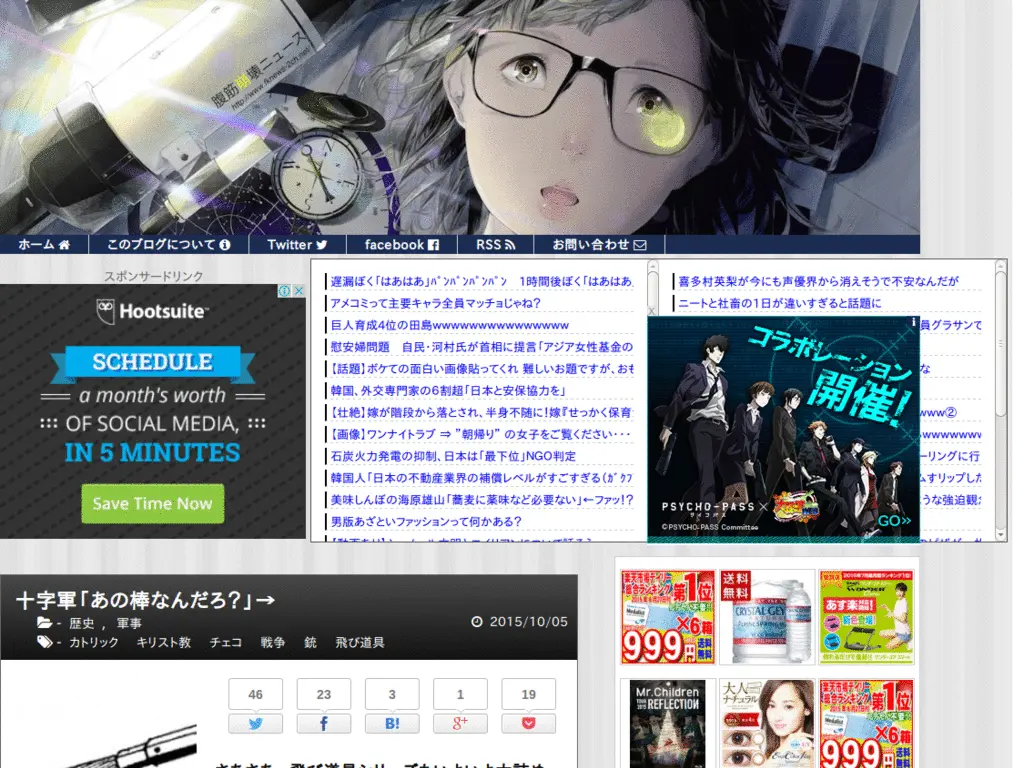 腹筋崩壊ニュース
http://www.fknews-2ch.net/
ホーム
このブログについて
Twitter
facebook
RSS
お問い合わせ
スポンサードリンク
Hootsuite
SCHEDULE
a month's worth
OF SOCIAL MEDIA,
IN 5 MINUTES
Save Time Now
遅漏ぼく「はあはあ」ﾊﾟﾝﾊﾟﾝﾊﾟﾝﾊﾟﾝ　1時間後ぼく「はあはあ
アメコミって主要キャラ全員マッチョじゃね？
巨人育成4位の田島wwwwwwwwwwwwwww
慰安婦問題　自民・河村氏が首相に提言「アジア女性基金の
【話題】ボケての面白い画像貼ってくれ 難しいお題ですが、おも
韓国、外交専門家の6割超「日本と安保協力を」
【壮絶】嫁が階段から落とされ、半身不随に！嫁『せっかく保育
【画像】ワンナイトラブ ⇒ ”朝帰り” の女子をご覧ください・・・
石炭火力発電の抑制、日本は「最下位」NGO判定
韓国人「日本の不動産業界の補償レベルがすごすぎる（ｶﾞｸﾌﾞ
美味しんぼの海原雄山「蕎麦に薬味など必要ない」←ファッ！？
男版あざといファッションって何かある？
喜多村英梨が今にも声優界から消えそうで不安なんだが
ニートと社畜の1日が違いすぎると話題に
員グラサンで
な
www②
wwwwwwww
ーリングに行
ムすリップした
うな強迫観念
コラボレーション
開催！
PSYCHO-PASS ×
サイコパス
©PSYCHO-PASS Committee
GO»
十字軍「あの棒なんだろ？」→
- 歴史 , 軍事
2015/10/05
- カトリック キリスト教 チェコ 戦争 銃 飛び道具
46 23 3 1 19
B! g+
楽天市場デイリー
総合ランキング
第1位
×6箱
999円
送料無料
送料
無料
CRYSTAL GEYSER
WONDER
あす楽
新色登場！
Mr.Children
REFLECTION
大人
ナチュラル
楽天市場デイリー
総合ランキング
第1位
×6箱
999円
送料無料